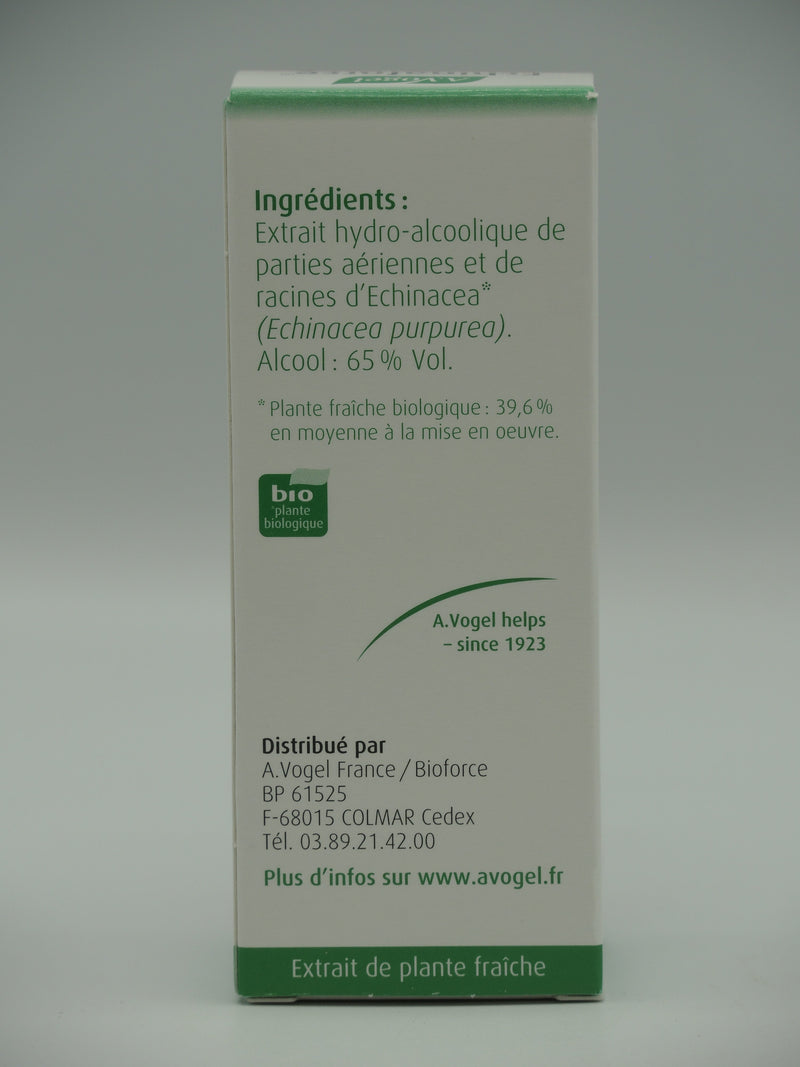 A.Vogel
Ingrédients :
Extrait hydro-alcoolique de
parties aériennes et de
racines d'Echinacea*
(Echinacea purpurea).
Alcool : 65 % Vol.
* Plante fraîche biologique : 39,6 %
en moyenne à la mise en oeuvre.
bio
*plante
biologique
A.Vogel helps
– since 1923
Distribué par
A.Vogel France / Bioforce
BP 61525
F-68015 COLMAR Cedex
Tél. 03.89.21.42.00
Plus d'infos sur www.avogel.fr
Extrait de plante fraîche